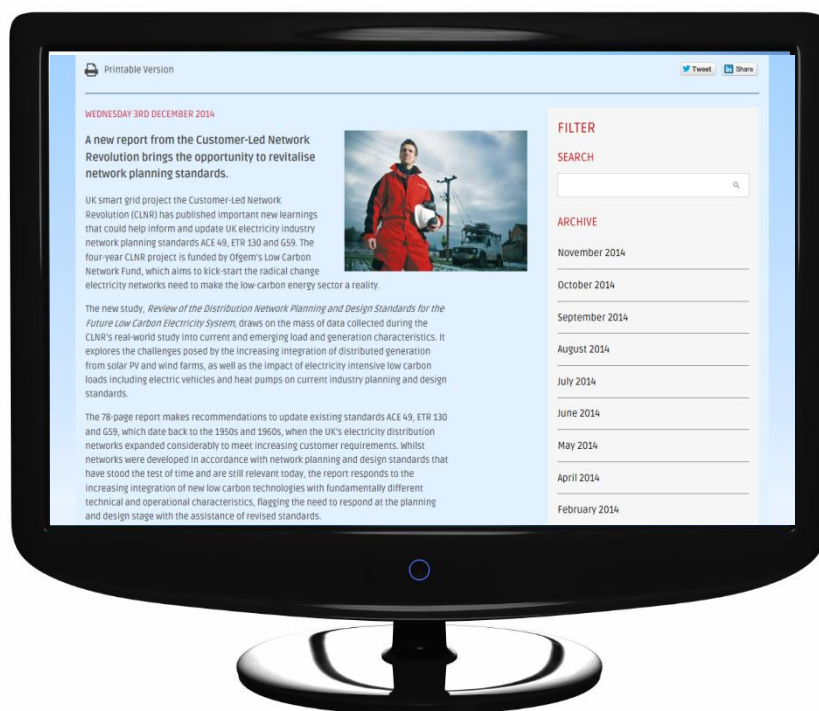 Printable Version
Tweet
Share
WEDNESDAY 3RD DECEMBER 2014
A new report from the Customer-Led Network
Revolution brings the opportunity to revitalise
network planning standards.
UK smart grid project the Customer-Led Network
Revolution (CLNR) has published important new learnings
that could help inform and update UK electricity industry
network planning standards ACE 49, ETR 130 and G59. The
four-year CLNR project is funded by Ofgem's Low Carbon
Network Fund, which aims to kick-start the radical change
electricity networks need to make the low-carbon energy sector a reality.
The new study, Review of the Distribution Network Planning and Design Standards for the
Future Low Carbon Electricity System, draws on the mass of data collected during the
CLNR's real-world study into current and emerging load and generation characteristics. It
explores the challenges posed by the increasing integration of distributed generation
from solar PV and wind farms, as well as the impact of electricity intensive low carbon
loads including electric vehicles and heat pumps on current industry planning and design
standards.
The 78-page report makes recommendations to update existing standards ACE 49, ETR 130
and G59, which date back to the 1950s and 1960s, when the UK's electricity distribution
networks expanded considerably to meet increasing customer requirements. Whilst
networks were developed in accordance with network planning and design standards that
have stood the test of time and are still relevant today, the report responds to the
increasing integration of new low carbon technologies with fundamentally different
technical and operational characteristics, flagging the need to respond at the planning
and design stage with the assistance of revised standards.
FILTER
SEARCH
ARCHIVE
November 2014
October 2014
September 2014
August 2014
July 2014
June 2014
May 2014
April 2014
February 2014